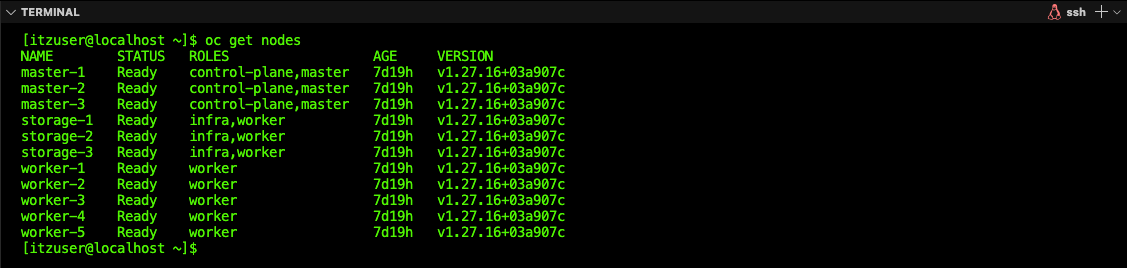 TERMINAL ssh
[itzuser@localhost ~]$ oc get nodes
NAME STATUS ROLES AGE VERSION
master-1 Ready control-plane,master 7d19h v1.27.16+03a907c
master-2 Ready control-plane,master 7d19h v1.27.16+03a907c
master-3 Ready control-plane,master 7d19h v1.27.16+03a907c
storage-1 Ready infra,worker 7d19h v1.27.16+03a907c
storage-2 Ready infra,worker 7d19h v1.27.16+03a907c
storage-3 Ready infra,worker 7d19h v1.27.16+03a907c
worker-1 Ready worker 7d19h v1.27.16+03a907c
worker-2 Ready worker 7d19h v1.27.16+03a907c
worker-3 Ready worker 7d19h v1.27.16+03a907c
worker-4 Ready worker 7d19h v1.27.16+03a907c
worker-5 Ready worker 7d19h v1.27.16+03a907c
[itzuser@localhost ~]$